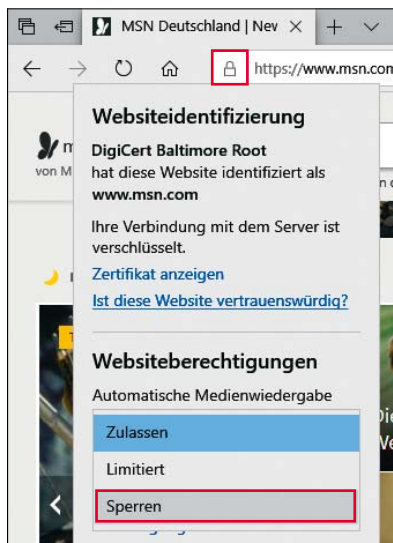 MSN Deutschland | Nev
https://www.msn.com
Websiteidentifizierung
DigiCert Baltimore Root
hat diese Website identifiziert als
www.msn.com
Ihre Verbindung mit dem Server ist
verschlüsselt.
Zertifikat anzeigen
Ist diese Website vertrauenswürdig?
von M
Websiteberechtigungen
Automatische Medienwiedergabe
Zulassen
Limitiert
Sperren